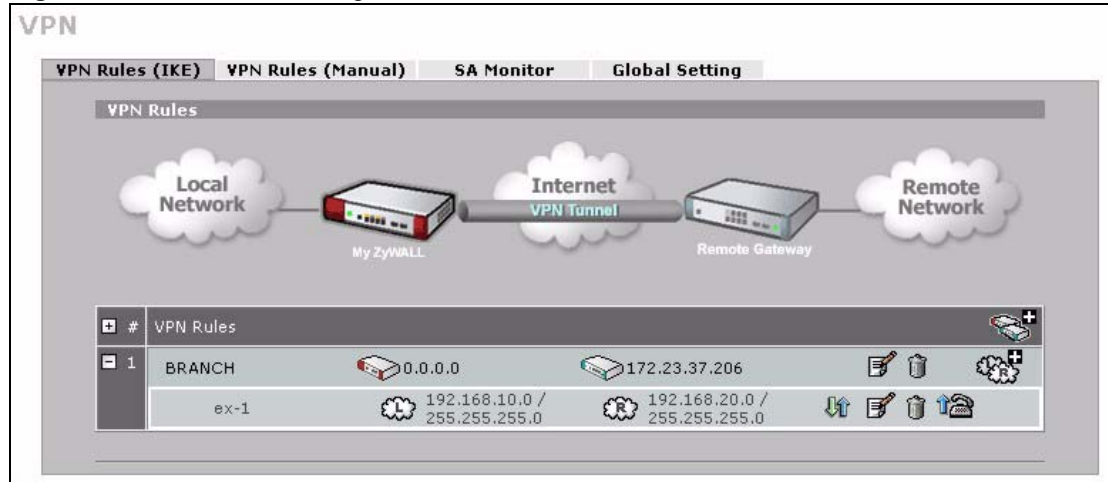 VPN
VPN Rules (IKE) VPN Rules (Manual) SA Monitor Global Setting
VPN Rules
Local
Network
Internet
VPN Tunnel
Remote
Network
My ZyWALL
Remote Gateway
# VPN Rules
1 BRANCH 0.0.0.0 172.23.37.206
R
ex-1 L 192.168.10.0 / 255.255.255.0 R 192.168.20.0 / 255.255.255.0